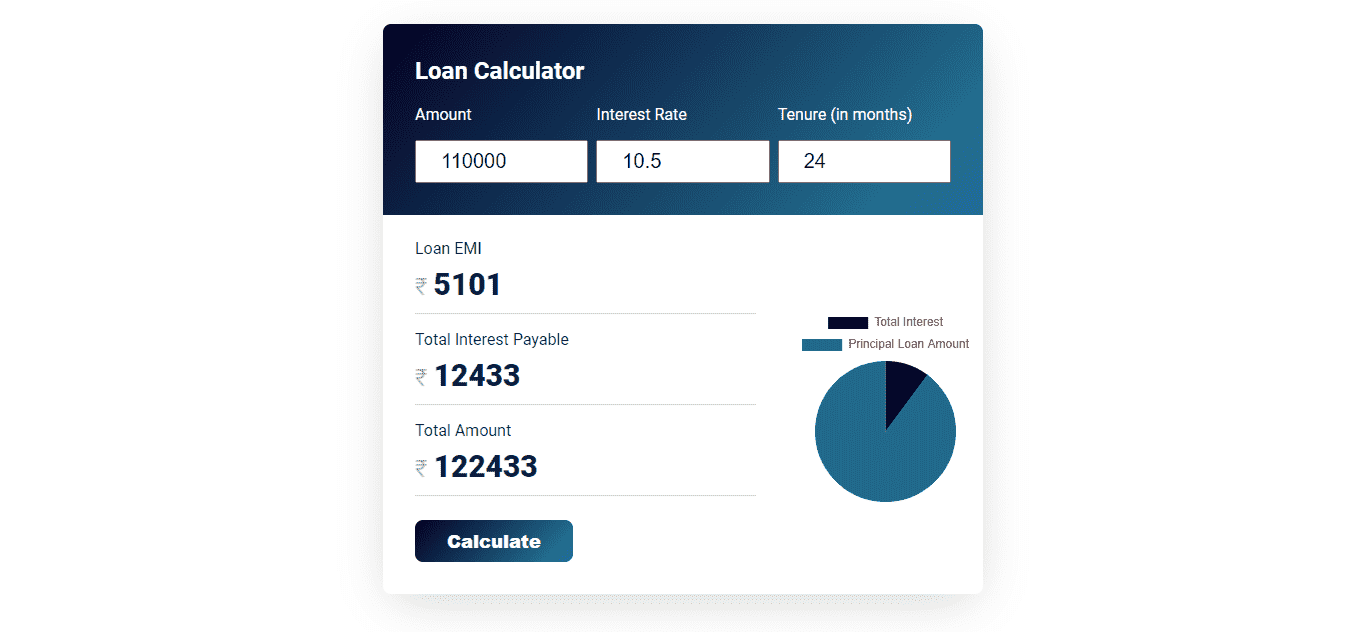 Loan Calculator
Amount Interest Rate Tenure (in months)
110000 10.5 24
Loan EMI
₹ 5101
Total Interest Payable
₹ 12433
Total Amount
₹ 122433
Total Interest
Principal Loan Amount
Calculate